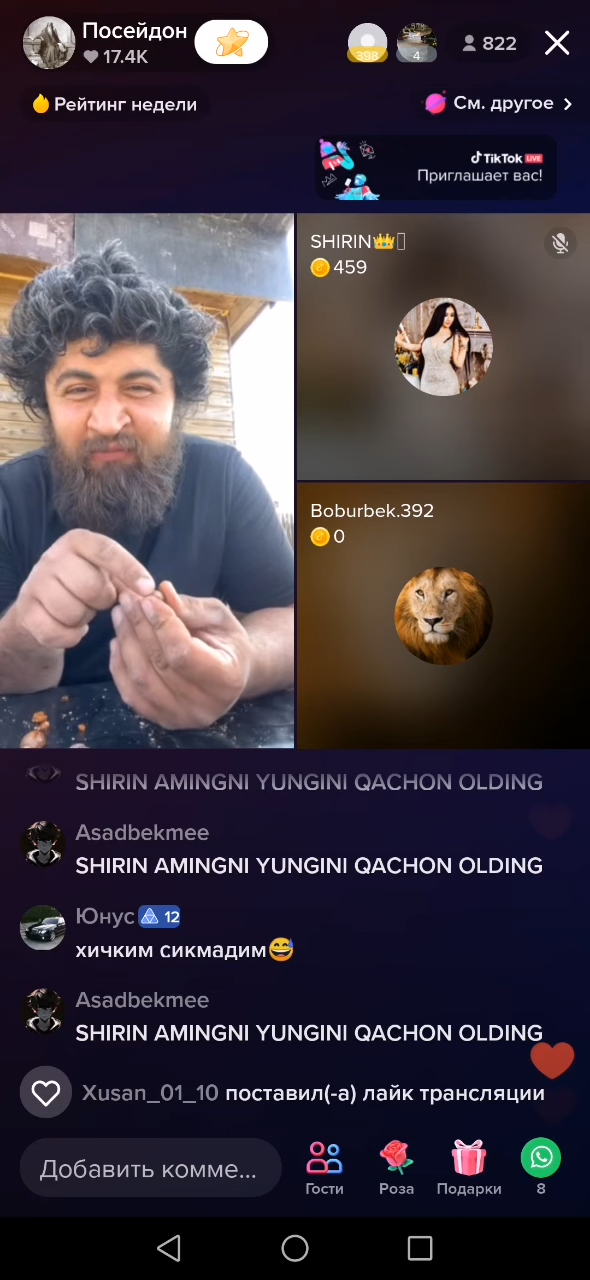 Посейдон
17.4K
398
4
822
Рейтинг недели
См. другое
TikTok LIVE
Приглашает вас!
SHIRIN👑
459
Boburbek.392
0
SHIRIN AMINGNI YUNGINI QACHON OLDING
Asadbekmee
SHIRIN AMINGNI YUNGINI QACHON OLDING
Юнус 12
хичким сикмадим😅
Asadbekmee
SHIRIN AMINGNI YUNGINI QACHON OLDING
Xusan_01_10 поставил(-а) лайк трансляции
Добавить комме...
Гости
Роза
Подарки
8